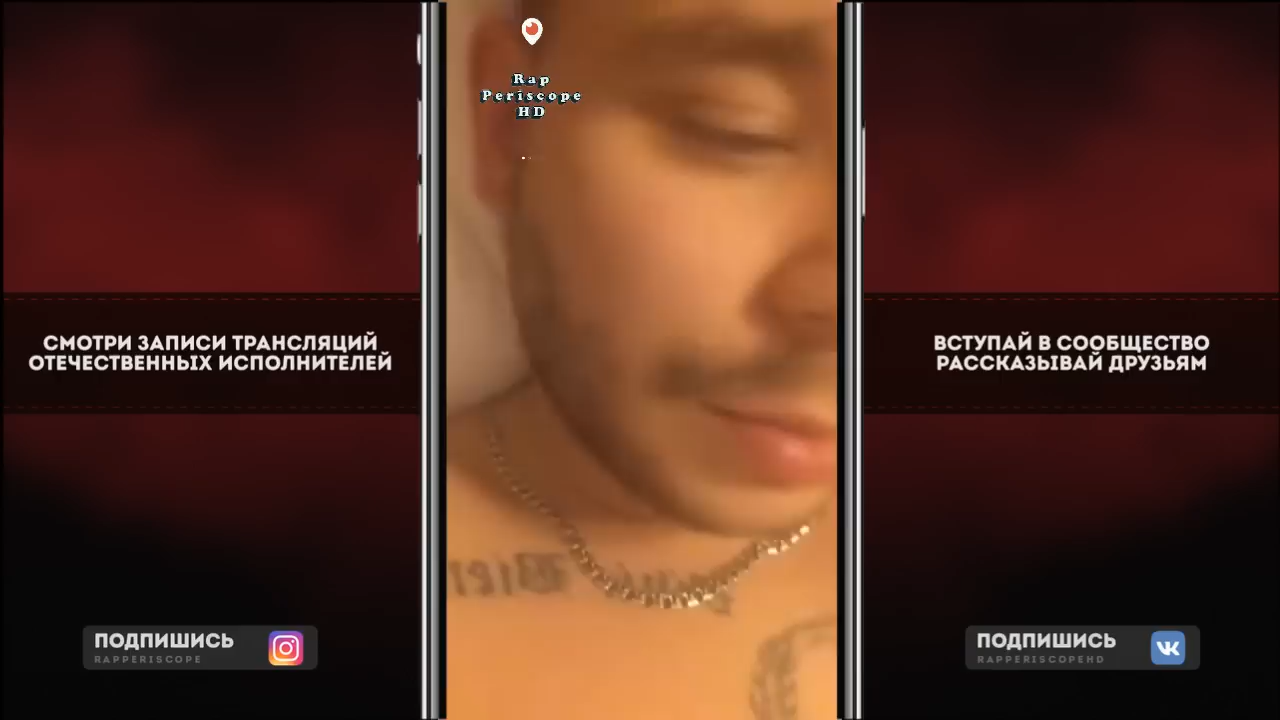 Rap
Periscope
HD
СМОТРИ ЗАПИСИ ТРАНСЛЯЦИЙ
ОТЕЧЕСТВЕННЫХ ИСПОЛНИТЕЛЕЙ
ВСТУПАЙ В СООБЩЕСТВО
РАССКАЗЫВАЙ ДРУЗЬЯМ
ПОДПИШИСЬ
RAPPERISCOPE
ПОДПИШИСЬ
RAPPERISCOPEHD